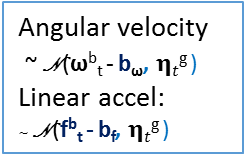 Angular velocity
~ 𝒩(ωᵇₜ - b_ω, ηₜᵍ)
Linear accel:
~ 𝒩(fᵇₜ - b_f, ηₜᵍ)